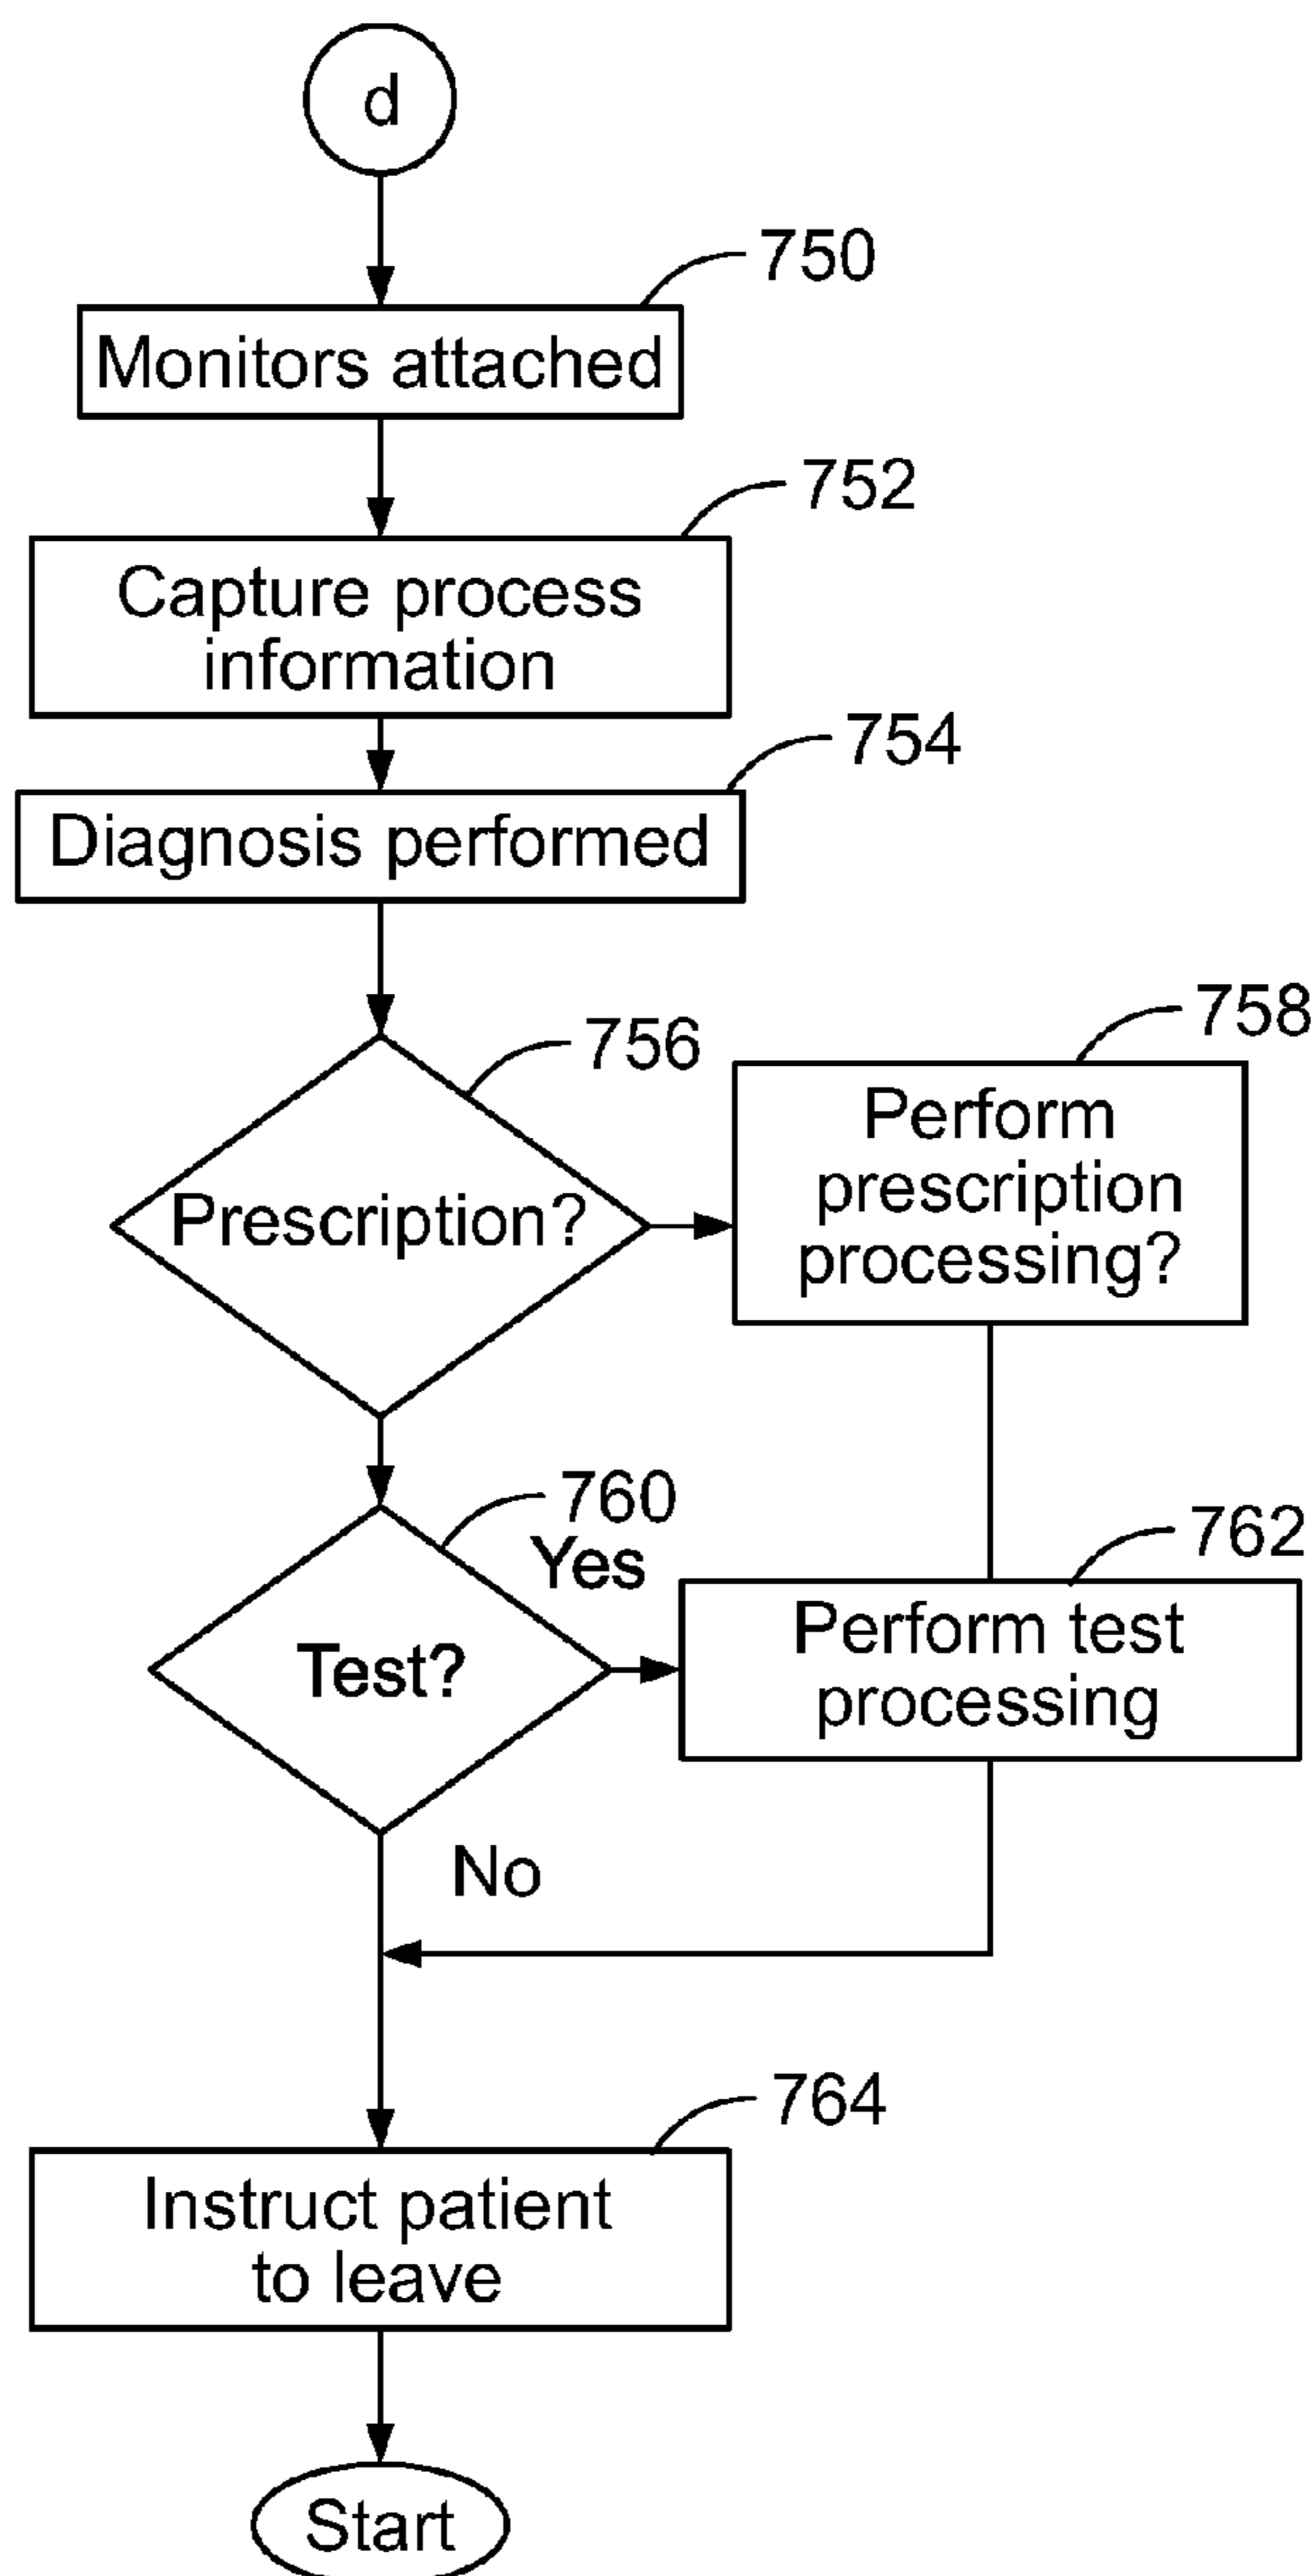 d
750
Monitors attached
752
Capture process
information
754
Diagnosis performed
756
Prescription?
758
Perform
prescription
processing?
760
Yes
Test?
762
Perform test
processing
No
764
Instruct patient
to leave
Start